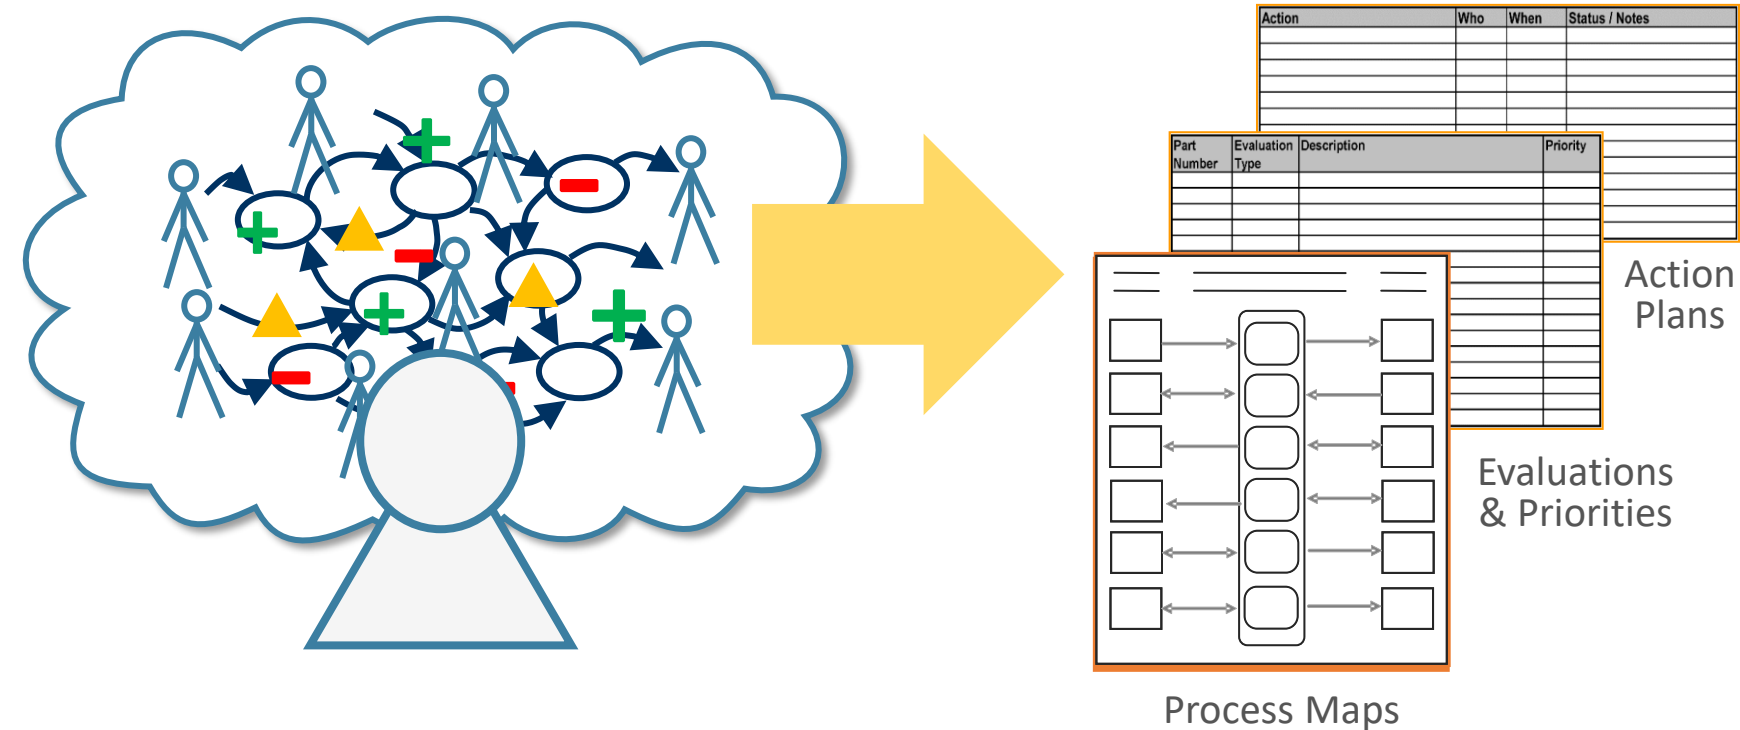 Action Who When Status / Notes
Part Evaluation Description Priority
Number Type
Action
Plans
Evaluations
& Priorities
Process Maps